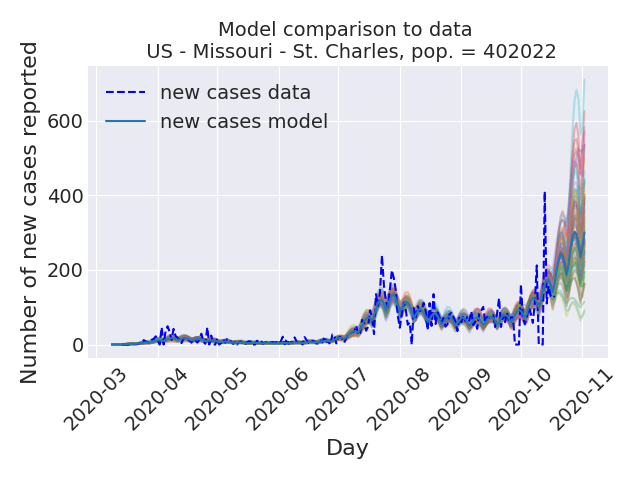 Model comparison to data
US - Missouri - St. Charles, pop. = 402022
new cases data
new cases model
Number of new cases reported
600
400
200
0
2020-03
2020-04
2020-05
2020-06
2020-07
2020-08
2020-09
2020-10
2020-11
Day